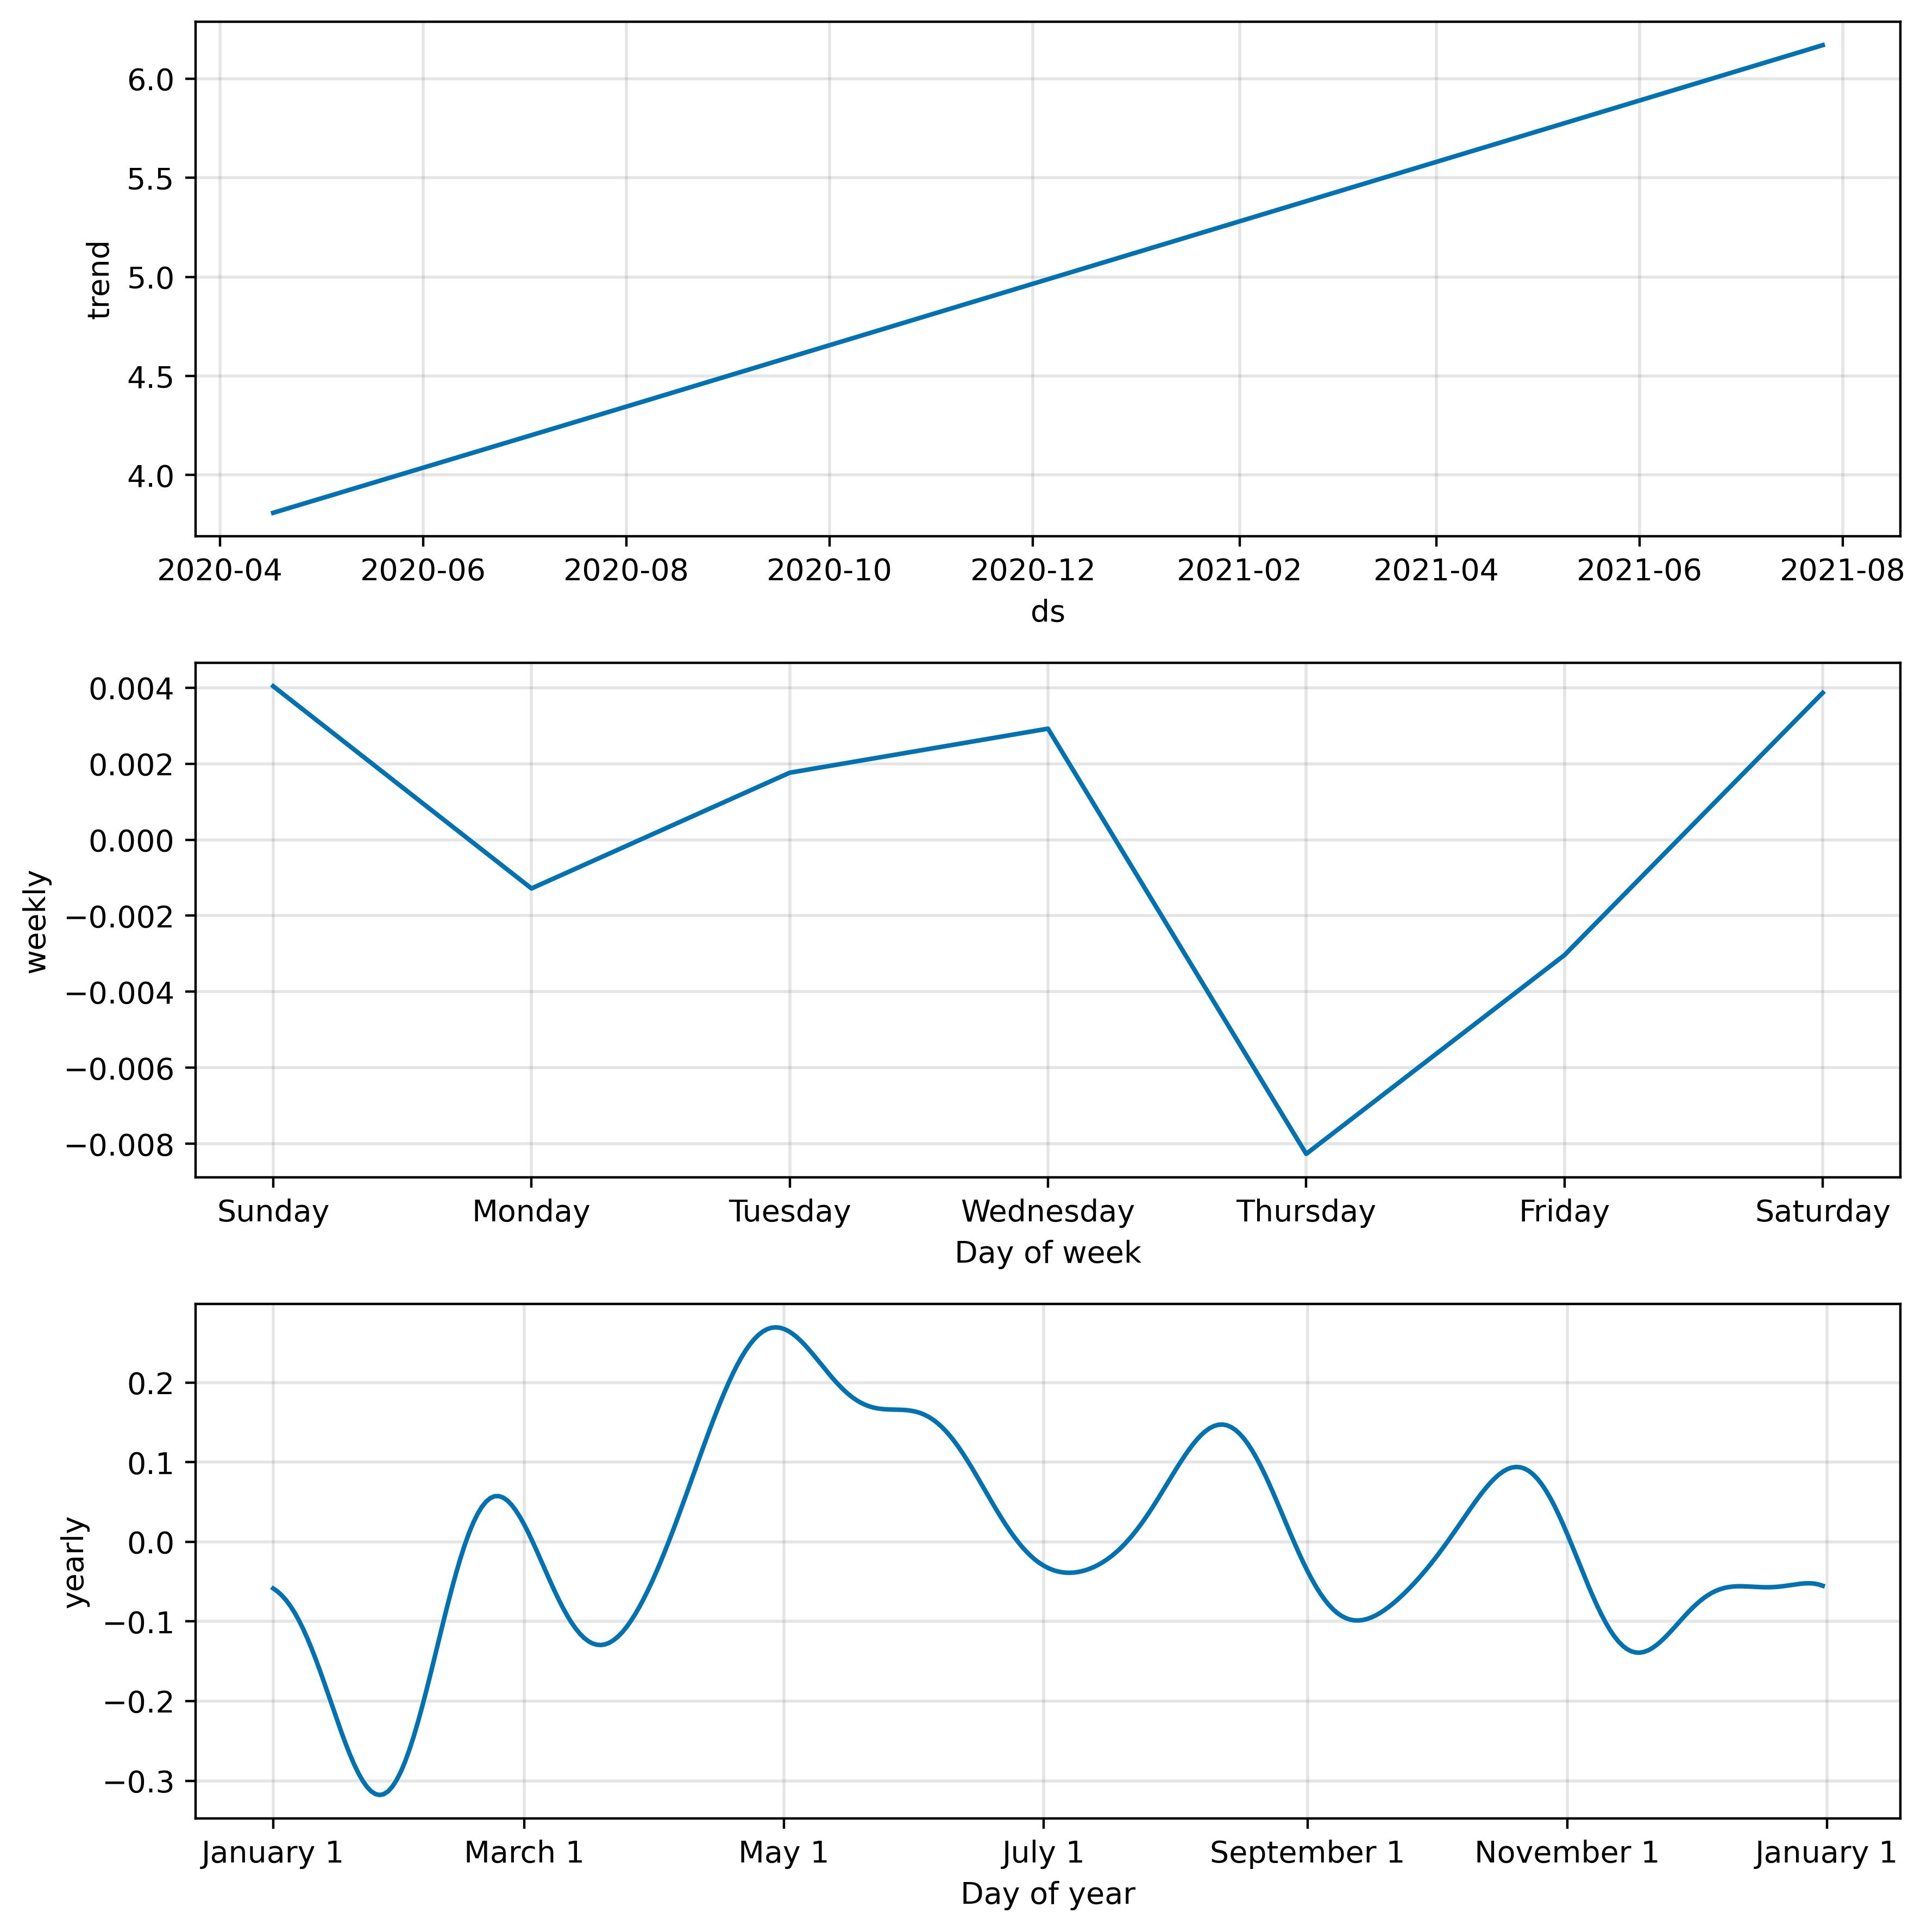 6.0
5.5
5.0
4.5
4.0
trend
2020-04 2020-06 2020-08 2020-10 2020-12 2021-02 2021-04 2021-06 2021-08
ds
0.004
0.002
0.000
−0.002
−0.004
−0.006
−0.008
weekly
Sunday Monday Tuesday Wednesday Thursday Friday Saturday
Day of week
0.2
0.1
0.0
−0.1
−0.2
−0.3
yearly
January 1 March 1 May 1 July 1 September 1 November 1 January 1
Day of year